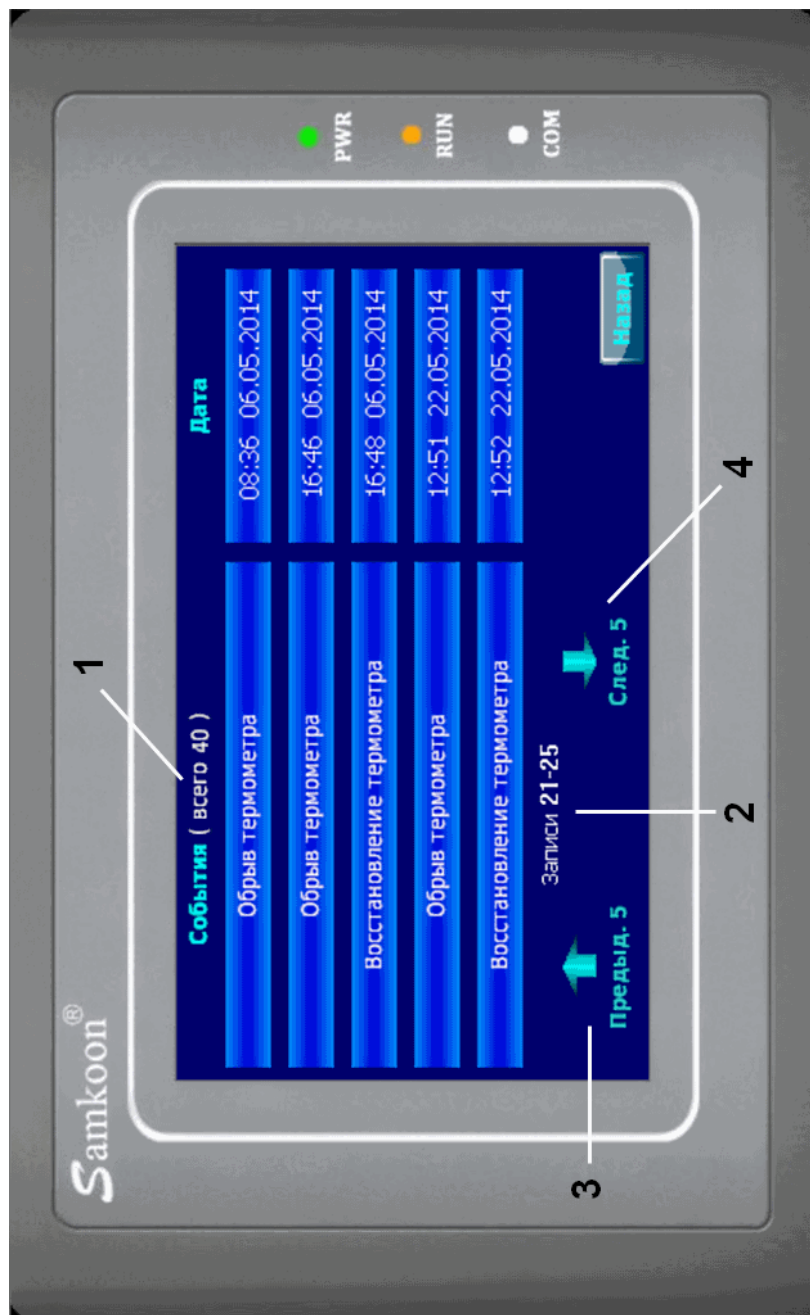 Samkoon®
PWR
RUN
COM
1
События ( всего 40 ) Дата
Обрыв термометра 08:36 06.05.2014
Обрыв термометра 16:46 06.05.2014
Восстановление термометра 16:48 06.05.2014
Обрыв термометра 12:51 22.05.2014
Восстановление термометра 12:52 22.05.2014
Записи 21-25
Предыд. 5 След. 5 Назад
3 2 4